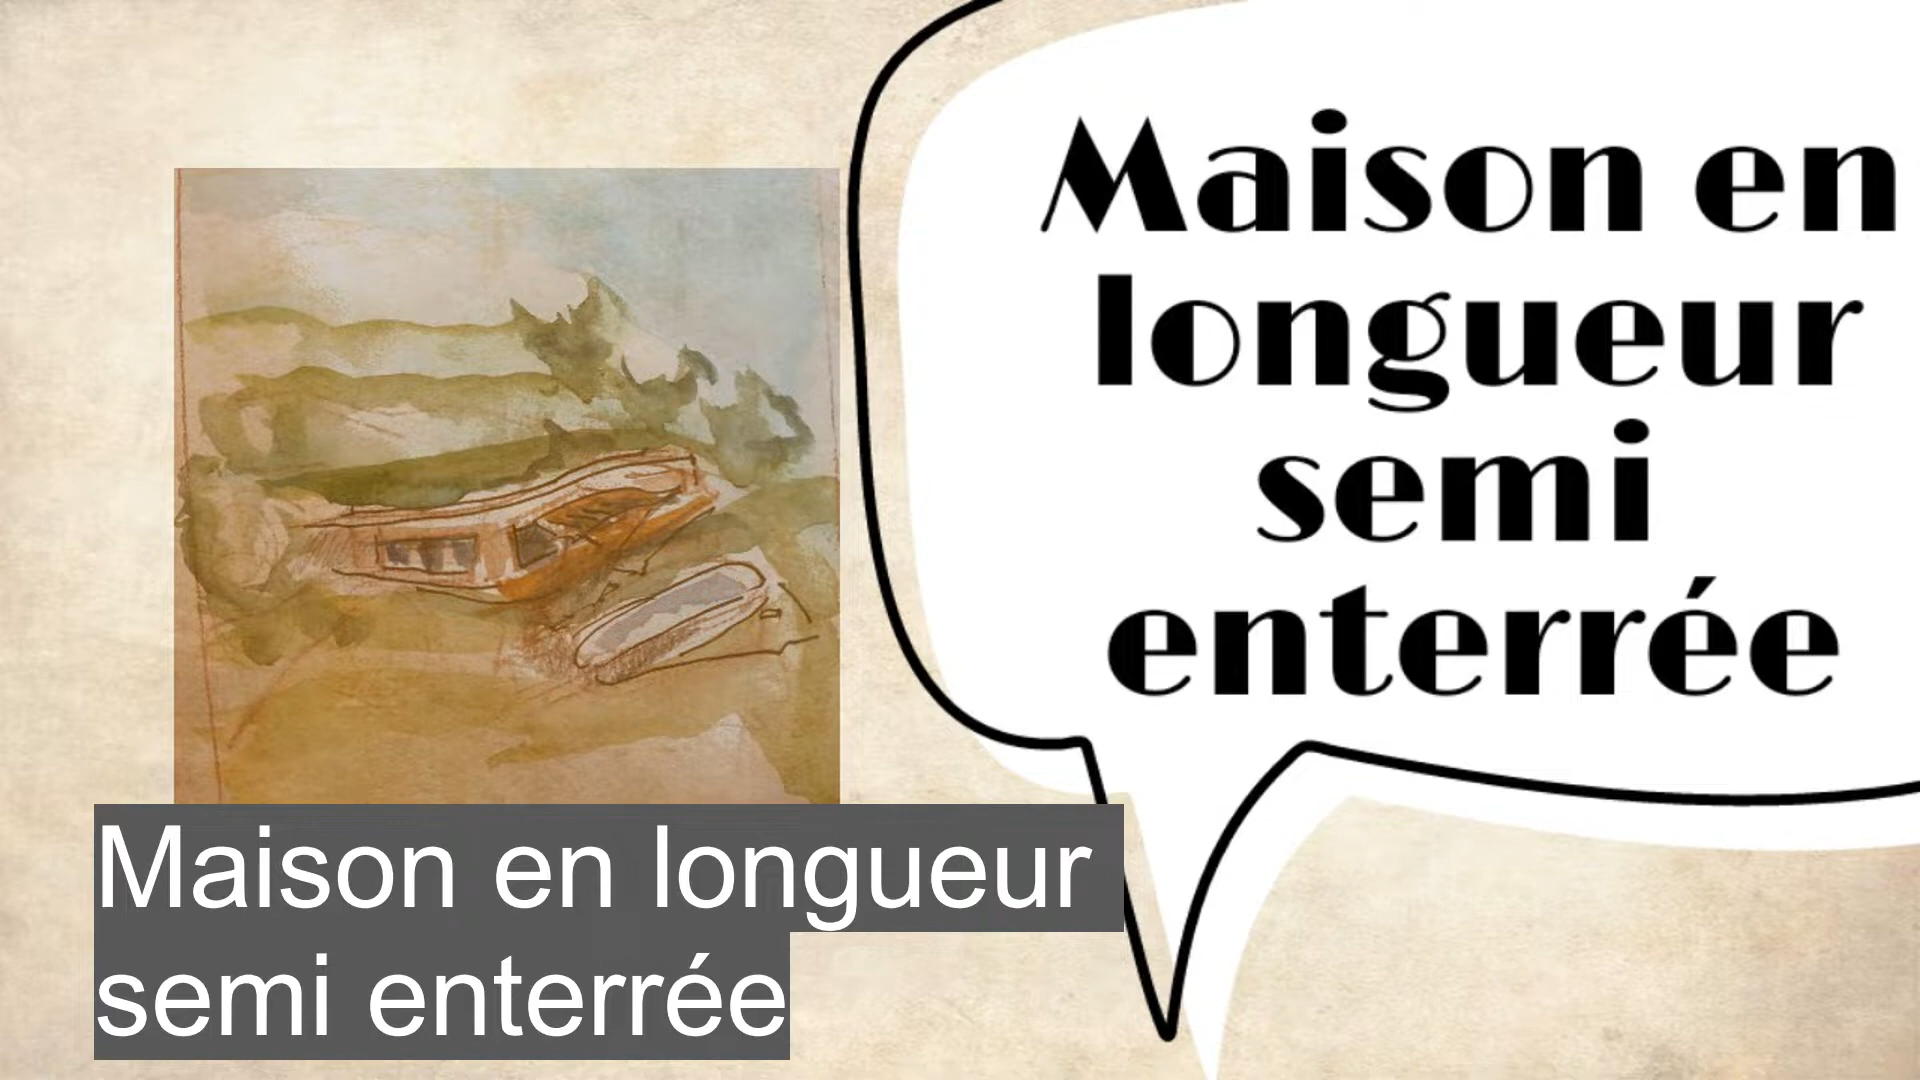 Maison en
longueur
semi
enterrée
Maison en longueur
semi enterrée